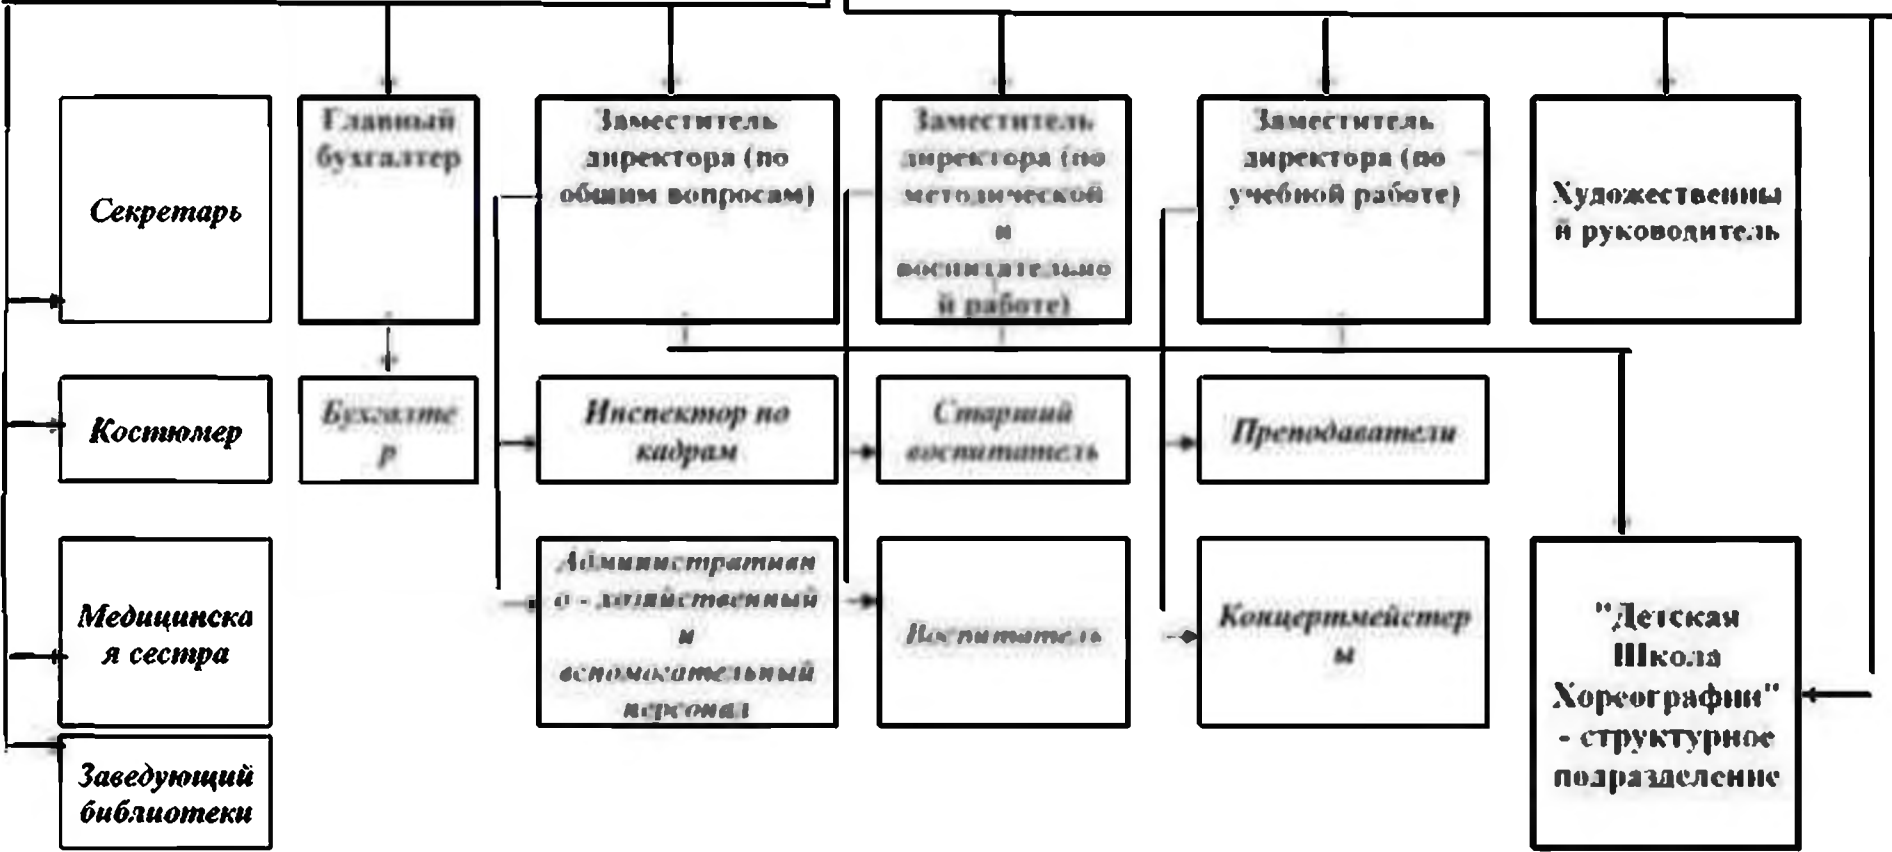 Секретарь
Главный
бухгалтер
Заместитель
директора (по
общим вопросам)
Заместитель
директора (по
методической
и
воспитательно
й работе)
Заместитель
директора (по
учебной работе)
Художественны
й руководитель
Костюмер
Бухгалте
р
Инспектор по
кадрам
Старший
воспитатель
Преподаватели
Медицинска
я сестра
Административн
о - хозяйственный
и
вспомогательный
персонал
Воспитатель
Концертмейстер
ы
"Детская
Школа
Хореографии"
- структурное
подразделение
Заведующий
библиотеки